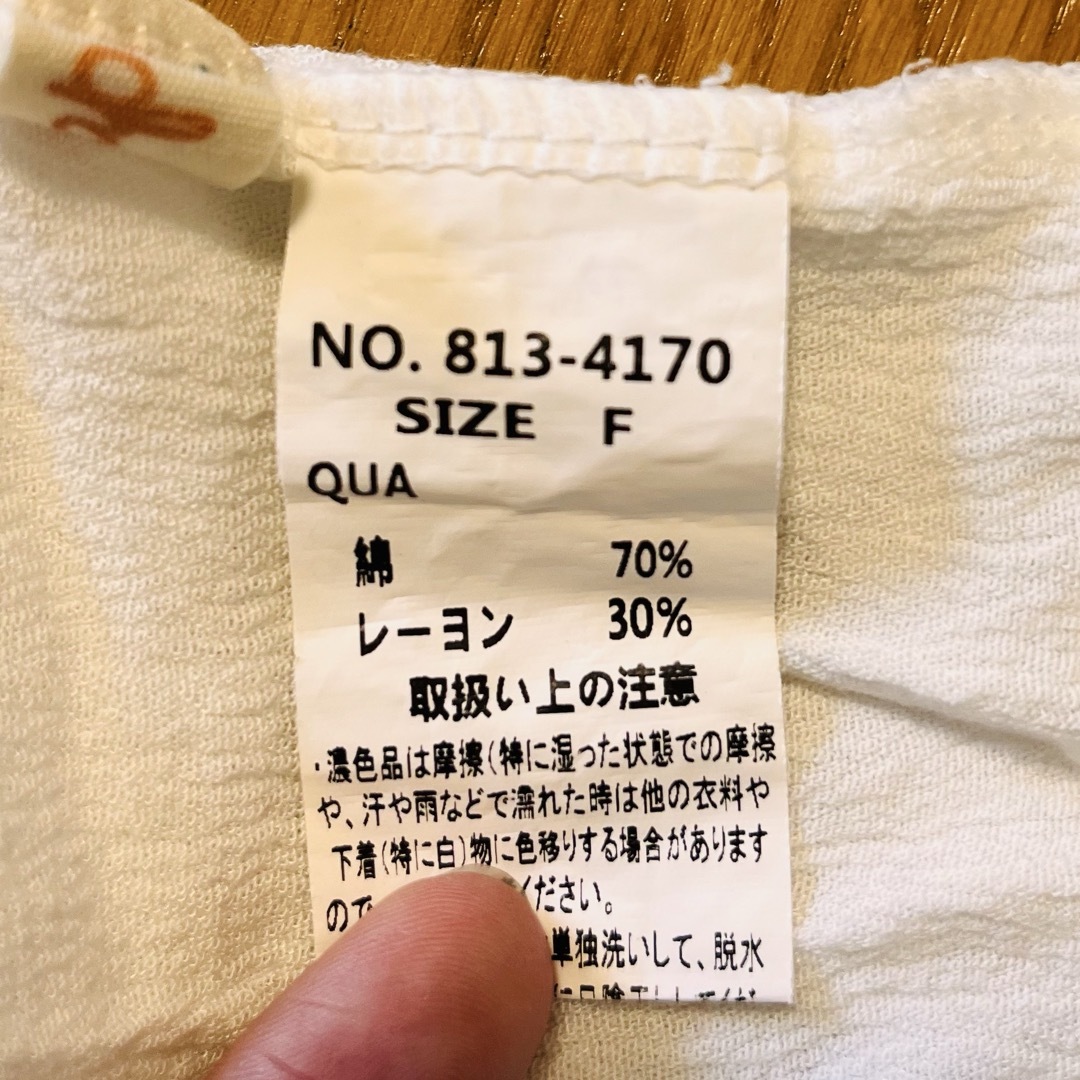 NO. 813-4170
SIZE F
QUA
綿 70%
レーヨン 30%
取扱い上の注意
・濃色品は摩擦(特に湿った状態での摩擦
や、汗や雨などで濡れた時は他の衣料や
下着(特に白)物に色移りする場合があります
ので ください。
単独洗いして、脱水